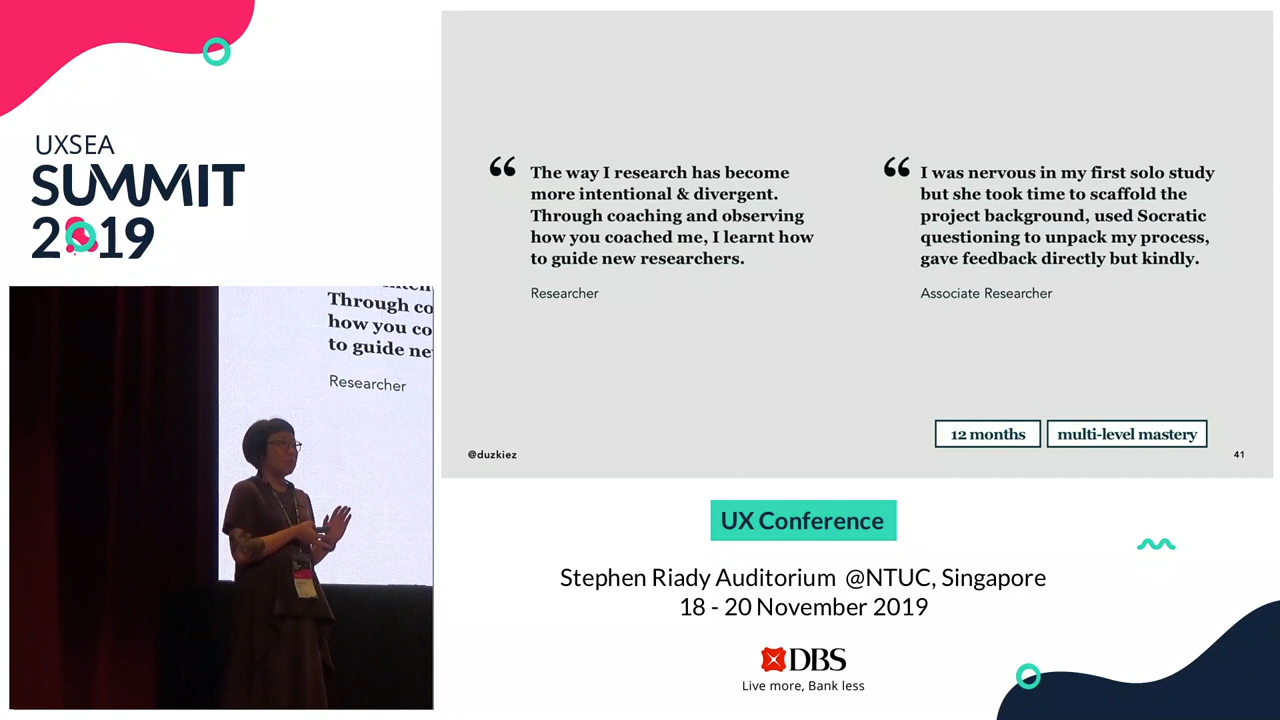 UXSEA
SUMMIT
2019
“ The way I research has become
more intentional & divergent.
Through coaching and observing
how you coached me, I learnt how
to guide new researchers.
Researcher
“ I was nervous in my first solo study
but she took time to scaffold the
project background, used Socratic
questioning to unpack my process,
gave feedback directly but kindly.
Associate Researcher
12 months
multi-level mastery
@duzkiez
41
Through co
how you co
to guide ne
Researcher
UX Conference
Stephen Riady Auditorium @NTUC, Singapore
18 - 20 November 2019
DBS
Live more, Bank less